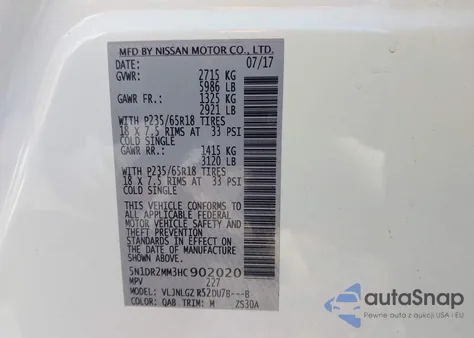 MFD BY NISSAN MOTOR CO., LTD.
DATE: 07/17
GVWR: 2715 KG
5986 LB
GAWR FR.: 1325 KG
2921 LB
WITH P235/65R18 TIRES
18 X 7.5 RIMS AT 33 PSI
COLD SINGLE
GAWR RR.: 1415 KG
3120 LB
WITH P235/65R18 TIRES
18 X 7.5 RIMS AT 33 PSI
COLD SINGLE
THIS VEHICLE CONFORMS
TO ALL APPLICABLE FEDERAL
MOTOR VEHICLE SAFETY
AND THEFT PREVENTION
STANDARDS IN EFFECT
ON THE DATE OF
MANUFACTURE SHOWN ABOVE.
5N1DR2MM3HC902020
MPV 227
MODEL: VLJNLGZ R52DU7B---B
COLOR: QAB TRIM: M ZS30A
autoSnap
Pewne auta z USA i EU